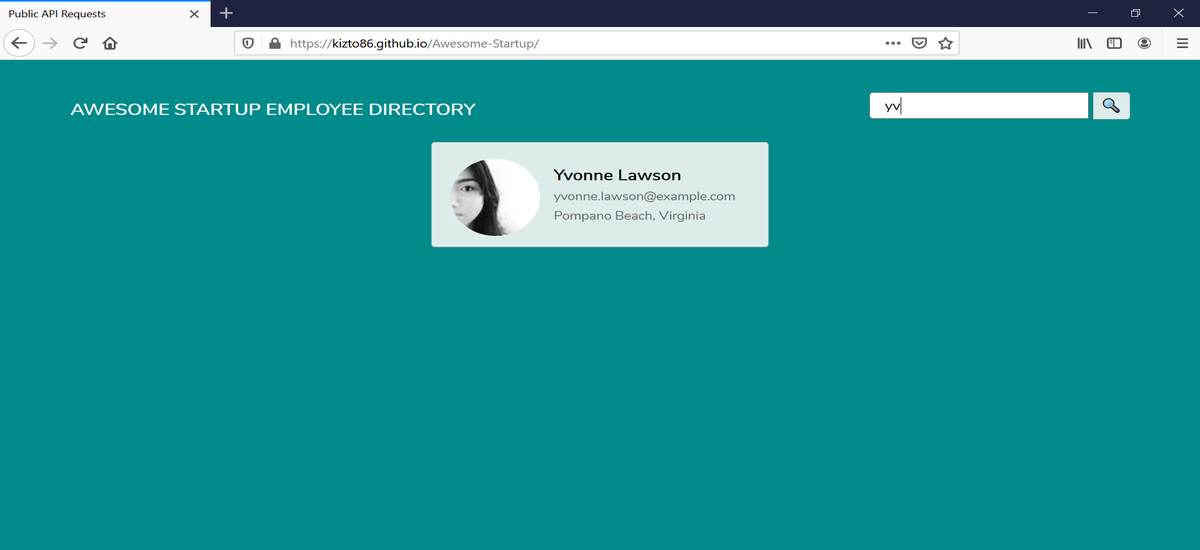 Public API Requests
https://kizto86.github.io/Awesome-Startup/
AWESOME STARTUP EMPLOYEE DIRECTORY
yv
Yvonne Lawson
yvonne.lawson@example.com
Pompano Beach, Virginia